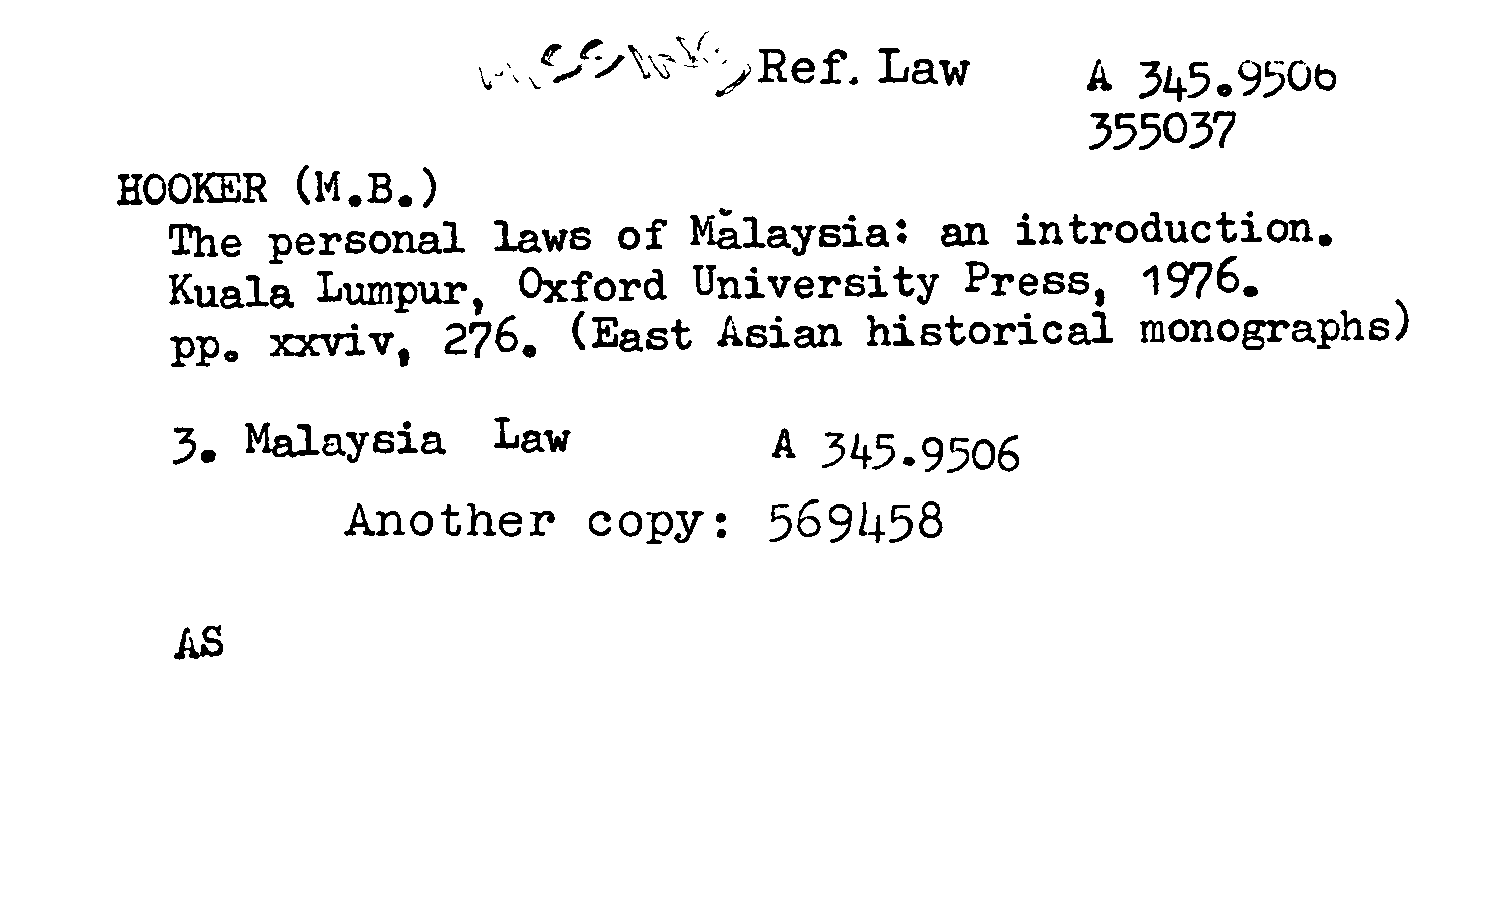 Ref. Law A 345.9506
355037
HOOKER (M.B.)
The personal laws of Malaysia: an introduction.
Kuala Lumpur, Oxford University Press, 1976.
pp. xxviv, 276. (East Asian historical monographs)
3. Malaysia Law A 345.9506
Another copy: 569458
AS